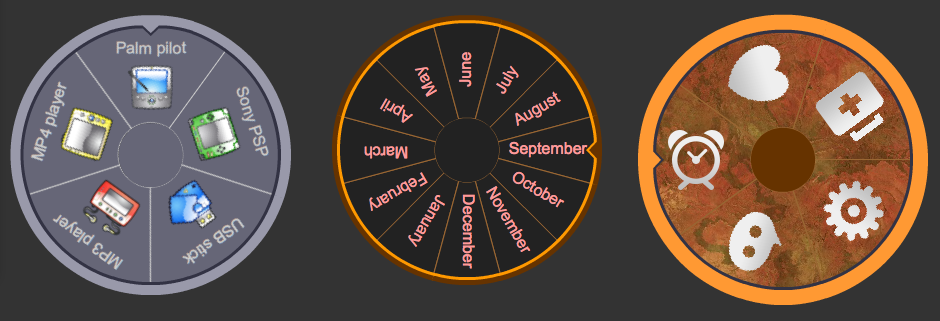 Palm pilot
Sony PSP
USB stick
MP3 player
MP4 player
June
July
August
September
October
November
December
January
February
March
April
May